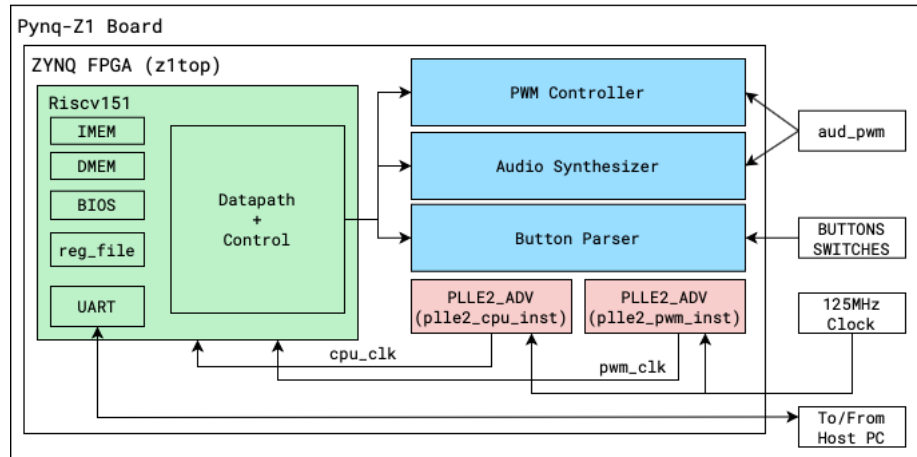 Pynq-Z1 Board
ZYNQ FPGA (z1top)
Riscv151
IMEM
DMEM
BIOS
reg_file
UART
Datapath
+
Control
PWM Controller
Audio Synthesizer
Button Parser
PLLE2_ADV
(plle2_cpu_inst)
PLLE2_ADV
(plle2_pwm_inst)
cpu_clk
pwm_clk
aud_pwm
BUTTONS
SWITCHES
125MHz
Clock
To/From
Host PC